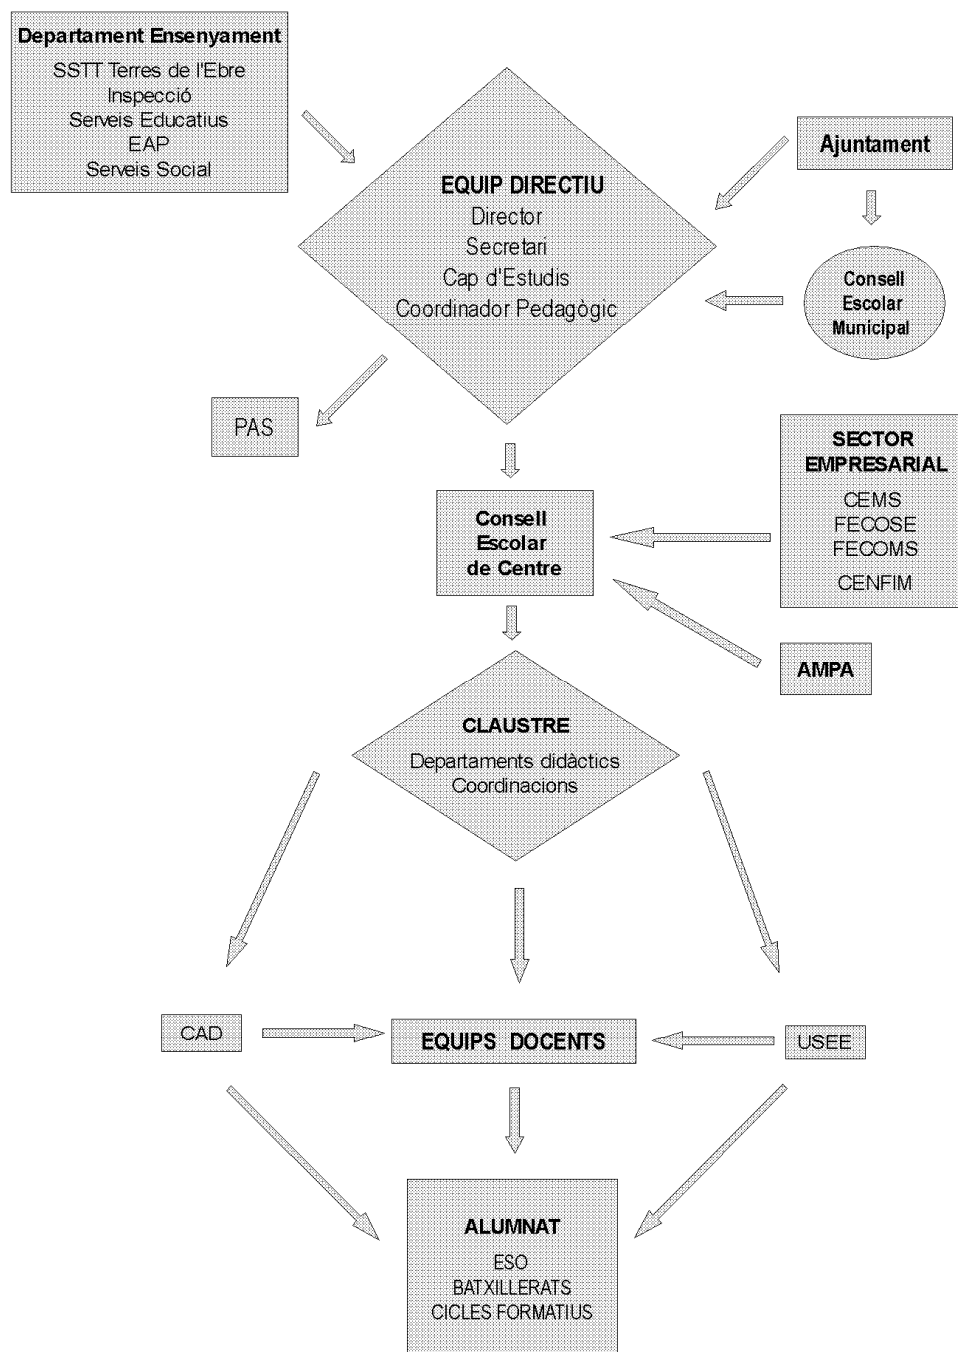 Departament Ensenyament
SSTT Terres de l'Ebre
Inspecció
Serveis Educatius
EAP
Serveis Social
EQUIP DIRECTIU
Director
Secretari
Cap d'Estudis
Coordinador Pedagògic
Ajuntament
Consell
Escolar
Municipal
PAS
SECTOR
EMPRESARIAL
CEMS
FECOSE
FECOMS
CENFIM
Consell
Escolar
de Centre
AMPA
CLAUSTRE
Departaments didàctics
Coordinacions
CAD
EQUIPS DOCENTS
USEE
ALUMNAT
ESO
BATXILLERATS
CICLES FORMATIUS